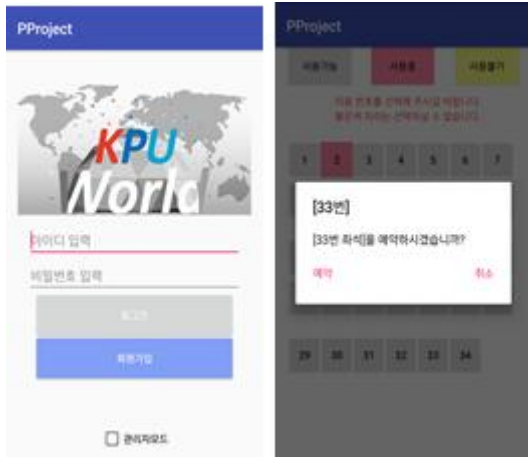 PProject
KPU
World
아이디 입력
비밀번호 입력
로그인
회원가입
관리자모드
PProject
사용가능 사용중 사용불가
1 2 3 4 5 6 7
[33번]
[33번 좌석]을 예약하시겠습니까?
예약 취소
29 30 31 32 33 34